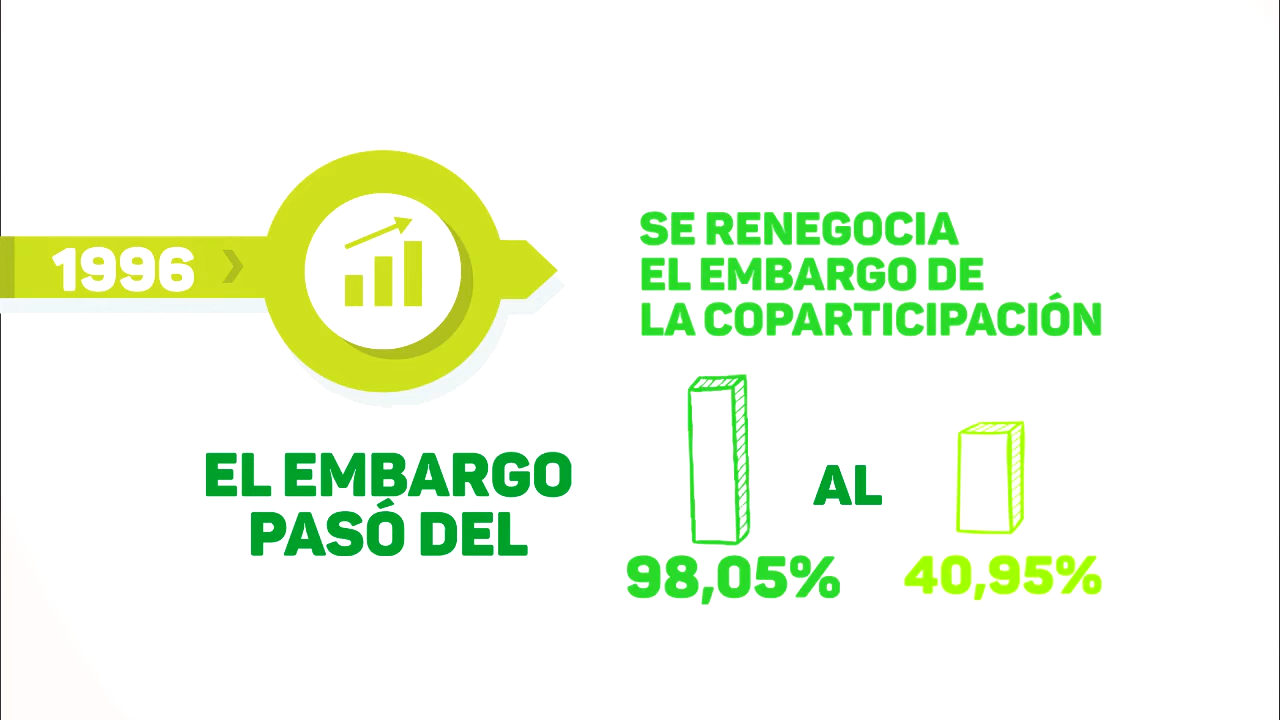 1996
SE RENEGOCIA
EL EMBARGO DE
LA COPARTICIPACIÓN
EL EMBARGO
PASÓ DEL
98,05%
AL
40,95%